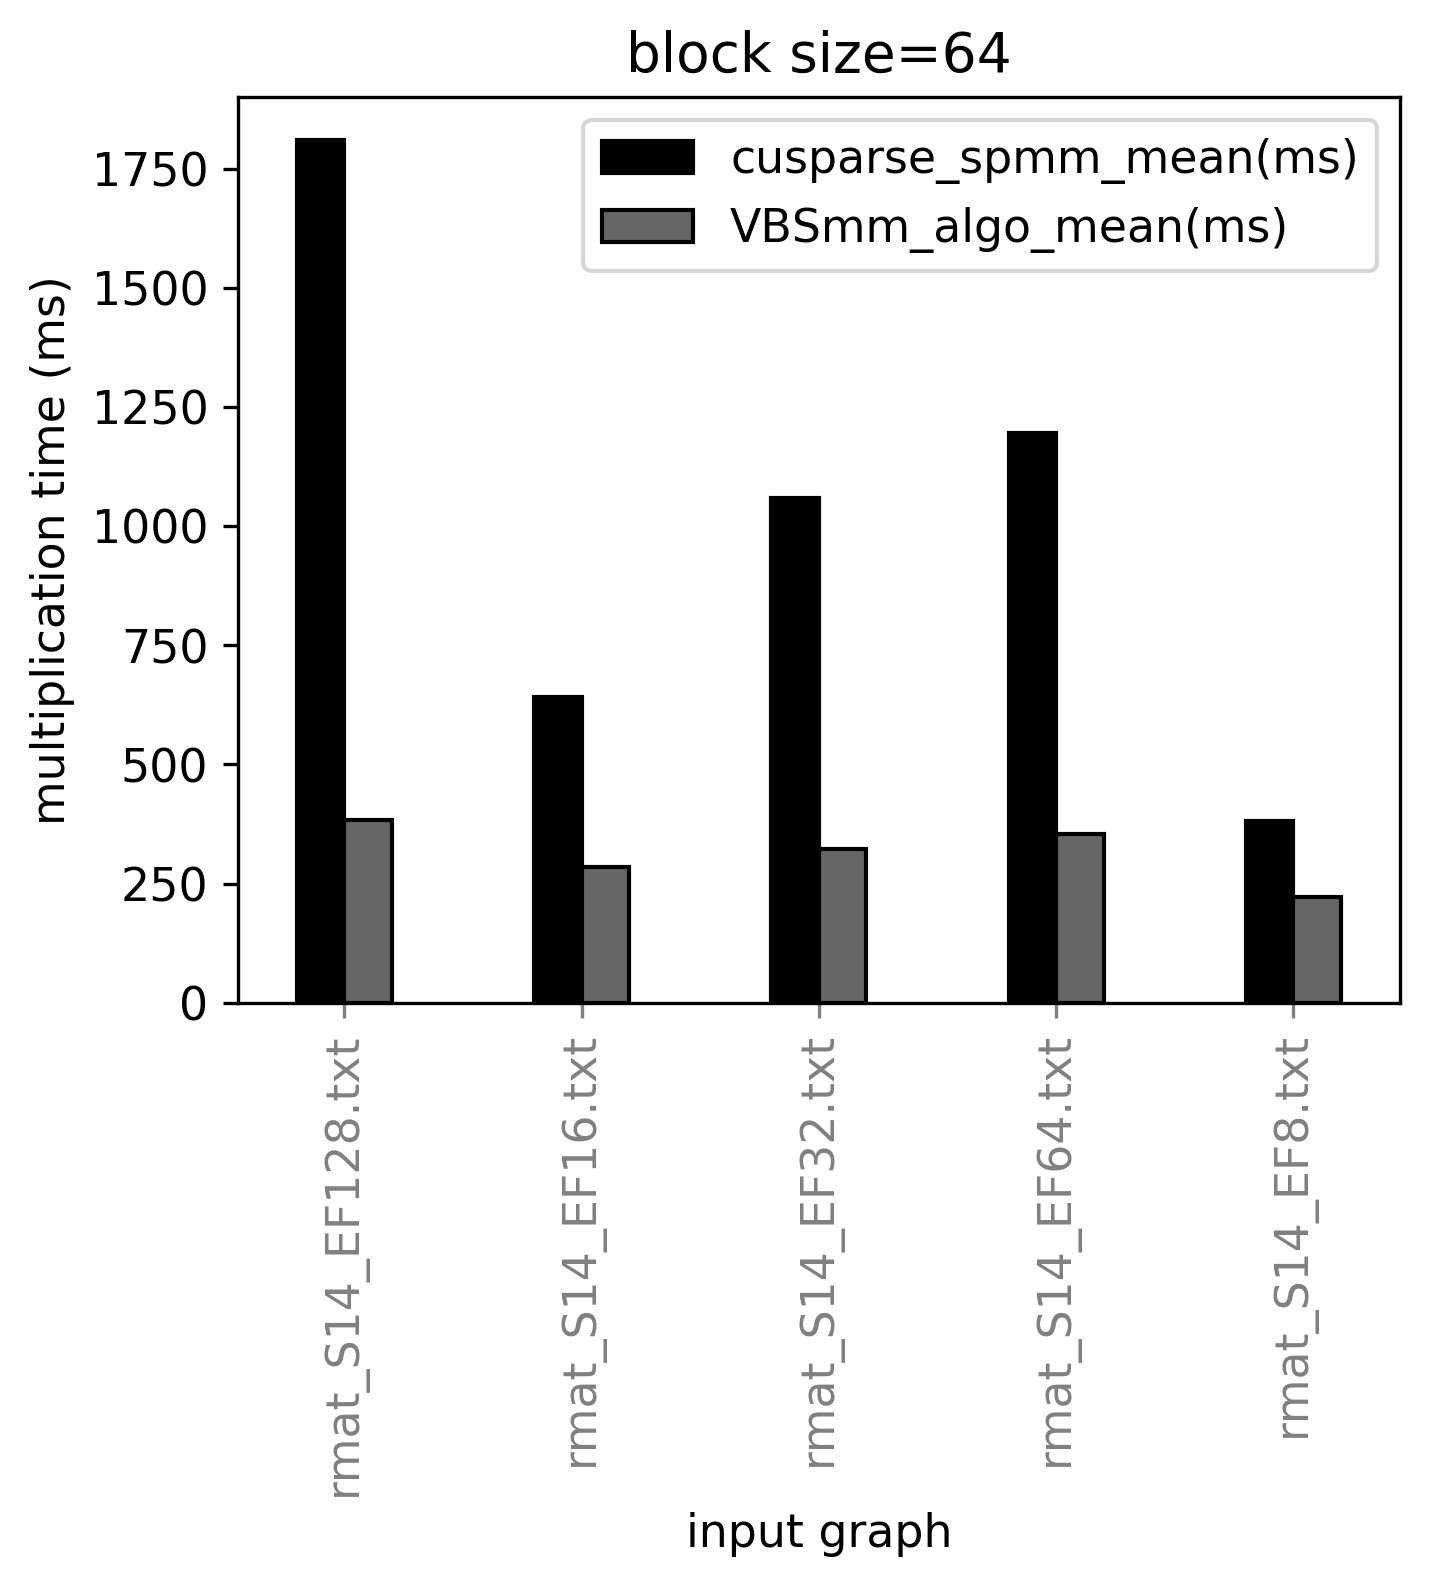 block size=64
cusparse_spmm_mean(ms)
VBSmm_algo_mean(ms)
multiplication time (ms)
1750
1500
1250
1000
750
500
250
0
rmat_S14_EF128.txt
rmat_S14_EF16.txt
rmat_S14_EF32.txt
rmat_S14_EF64.txt
rmat_S14_EF8.txt
input graph